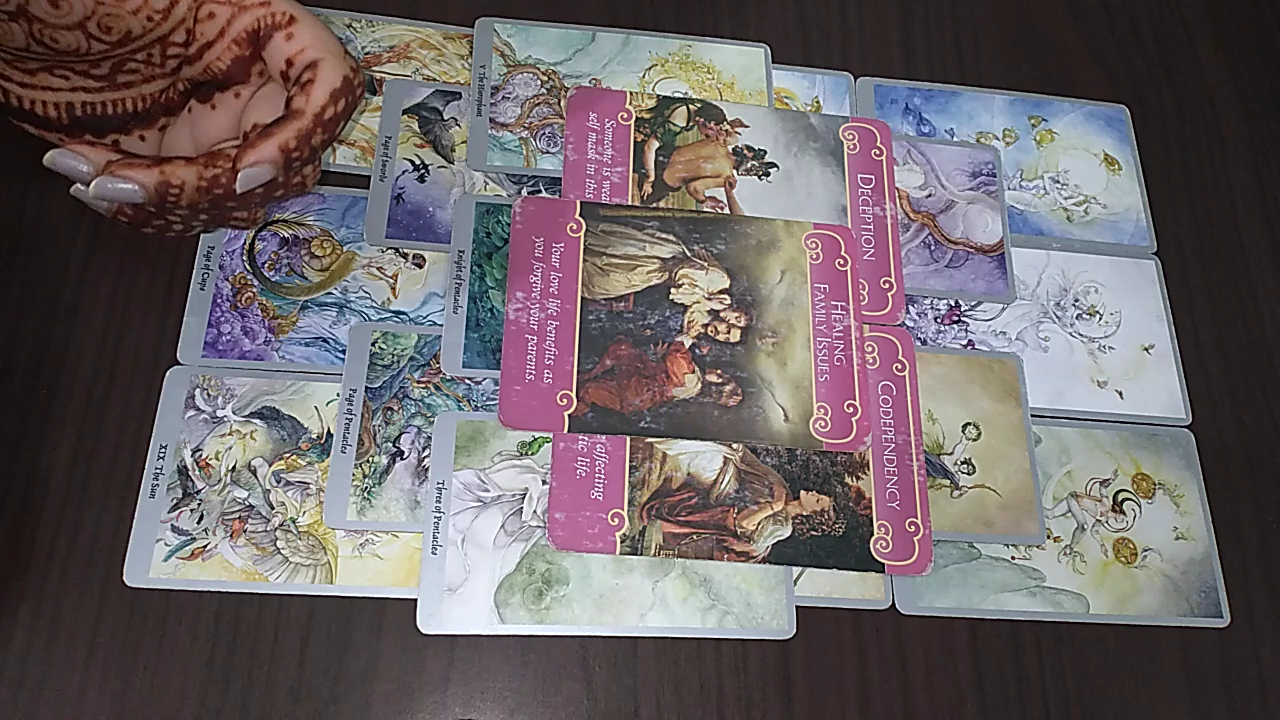 V The Hierophant
Page of Swords
Page of Cups
Knight of Pentacles
Page of Pentacles
XIX The Sun
Three of Pentacles
DECEPTION
Someone is
self mask in this
HEALING
FAMILY ISSUES
Your love life benefits as
you forgive your parents.
CODEPENDENCY
affecting
life.